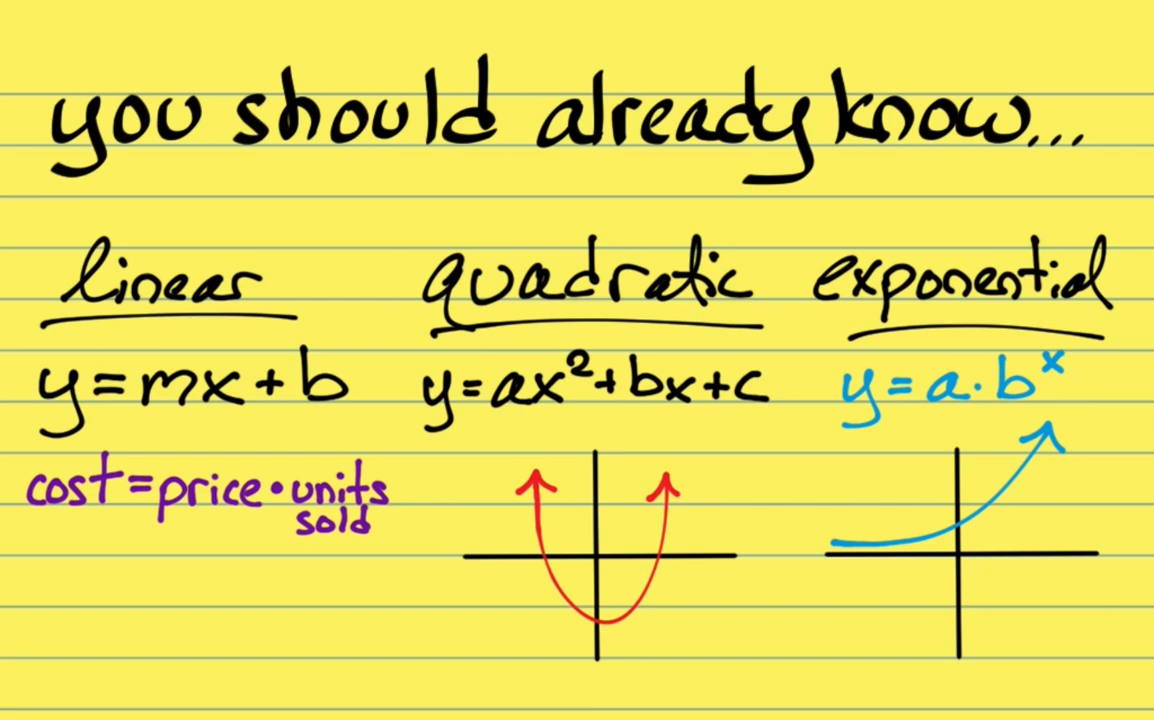 you should already know...
linear quadratic exponential
y=mx+b y=ax²+bx+c y=a·bˣ
cost=price·units
sold